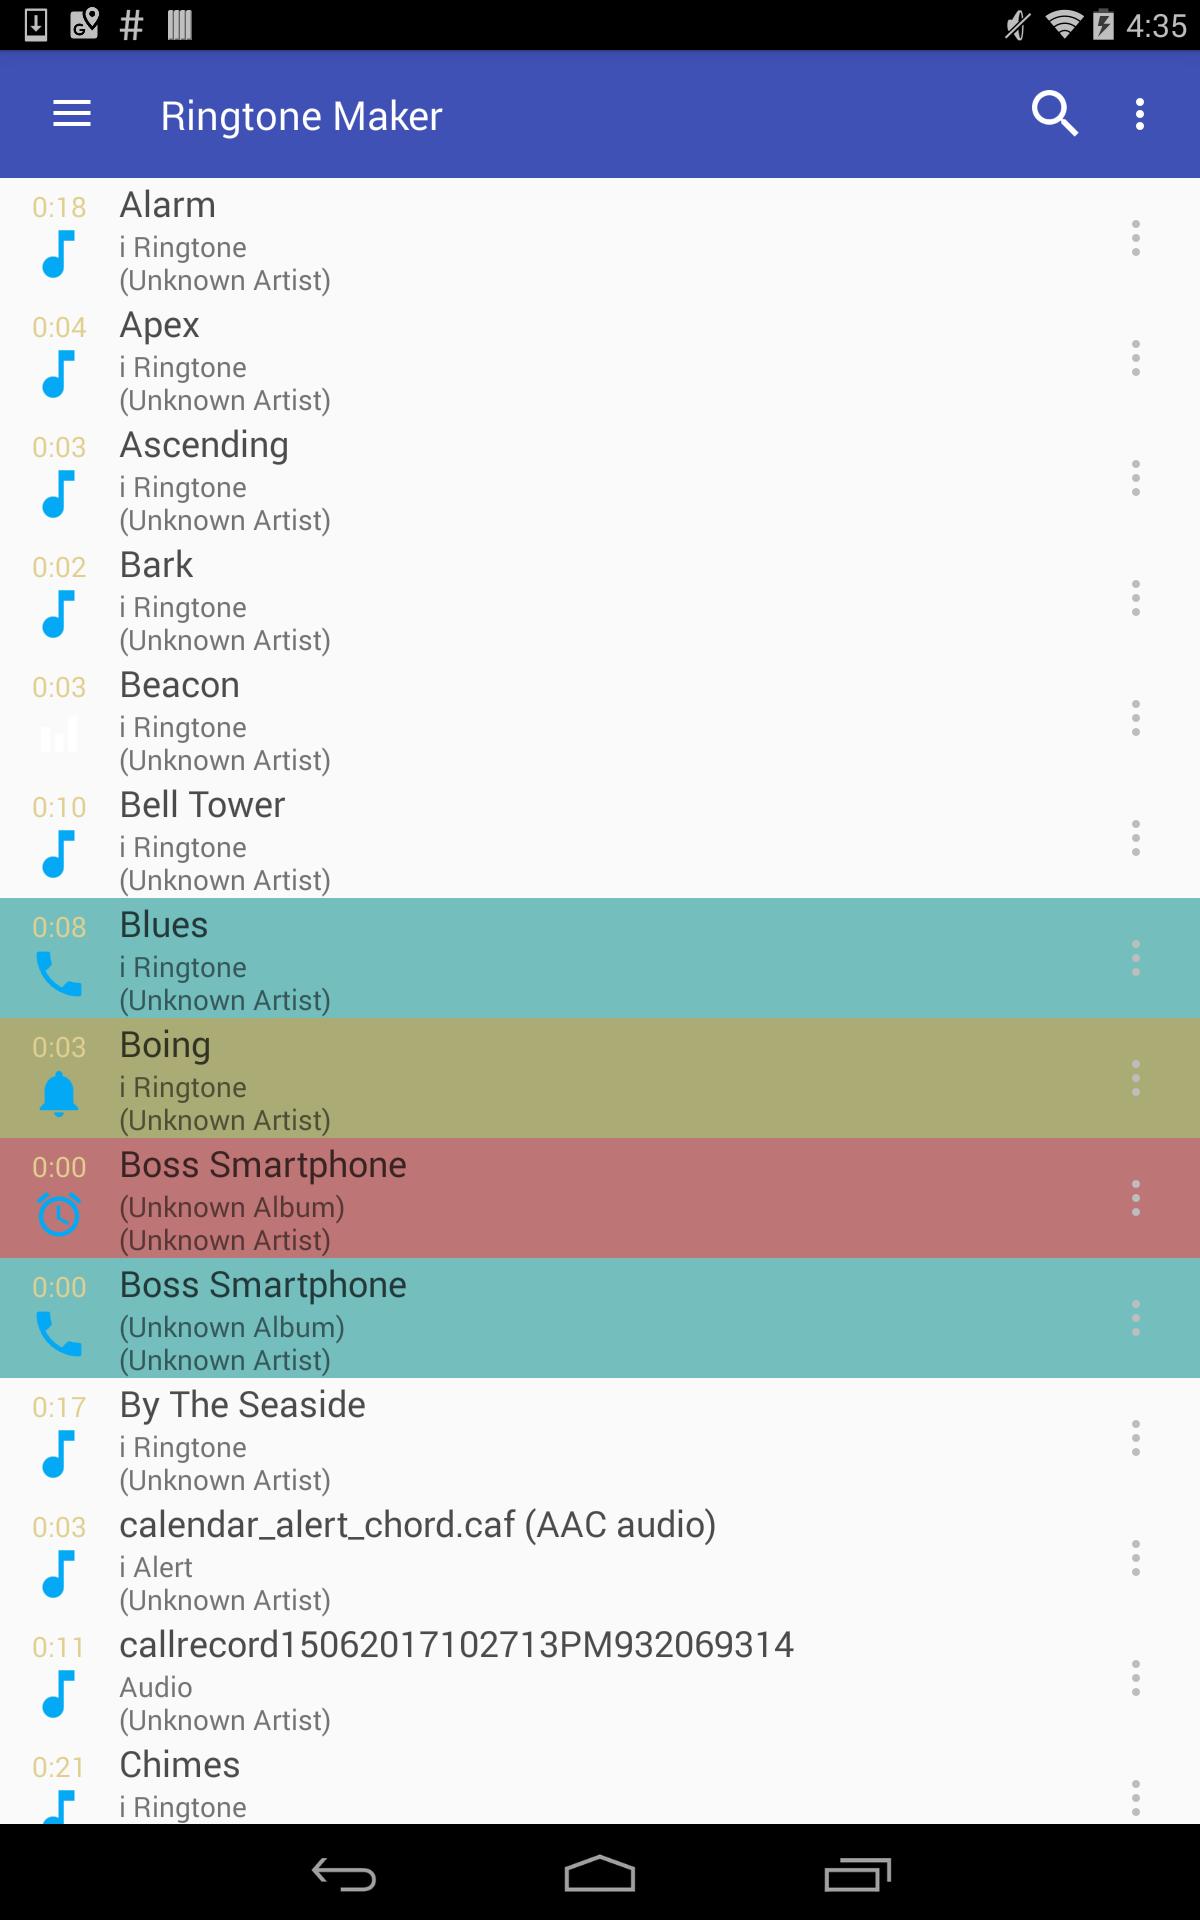 4:35
Ringtone Maker
0:18 Alarm
i Ringtone
(Unknown Artist)
0:04 Apex
i Ringtone
(Unknown Artist)
0:03 Ascending
i Ringtone
(Unknown Artist)
0:02 Bark
i Ringtone
(Unknown Artist)
0:03 Beacon
i Ringtone
(Unknown Artist)
0:10 Bell Tower
i Ringtone
(Unknown Artist)
0:08 Blues
i Ringtone
(Unknown Artist)
0:03 Boing
i Ringtone
(Unknown Artist)
0:00 Boss Smartphone
(Unknown Album)
(Unknown Artist)
0:00 Boss Smartphone
(Unknown Album)
(Unknown Artist)
0:17 By The Seaside
i Ringtone
(Unknown Artist)
0:03 calendar_alert_chord.caf (AAC audio)
i Alert
(Unknown Artist)
0:11 callrecord15062017102713PM932069314
Audio
(Unknown Artist)
0:21 Chimes
i Ringtone